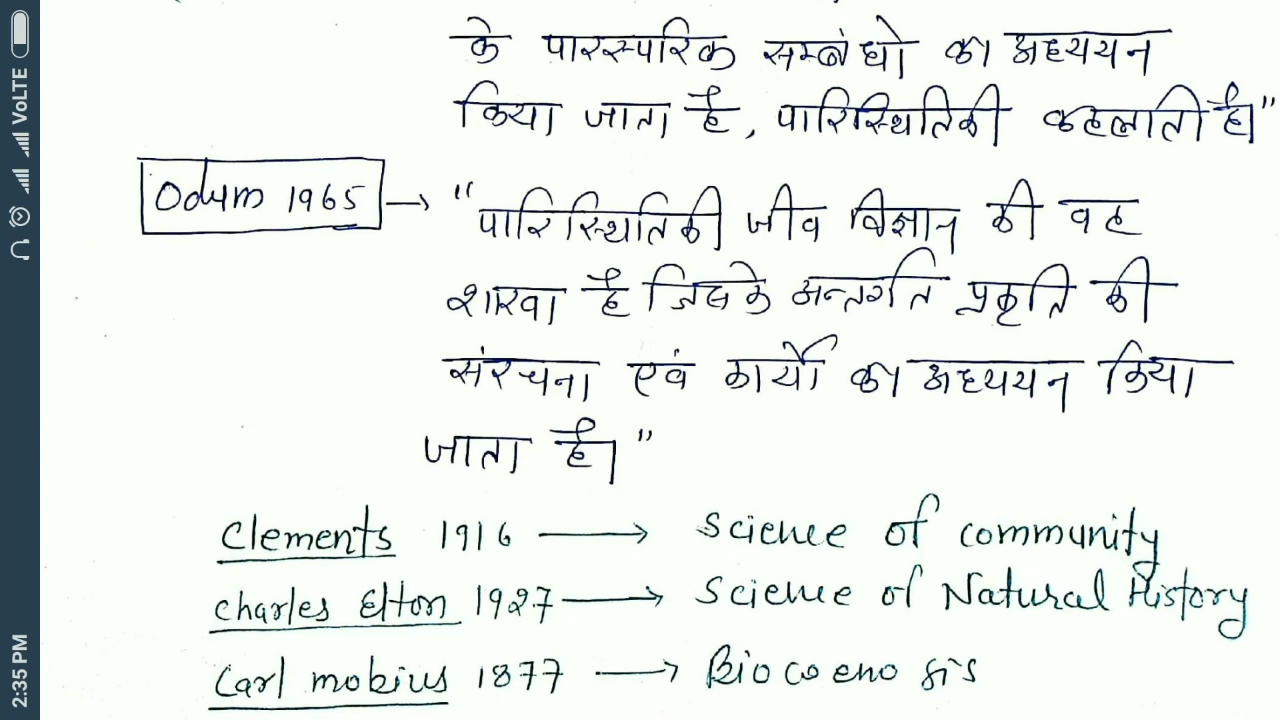 के पारस्परिक सम्बंधो का अध्ययन
किया जाता है, पारिस्थितिकी कहलाती है।"
Odum 1965 → "पारिस्थितिकी जीव विज्ञान की वह
शाखा है जिसके अन्तर्गत प्रकृति की
संरचना एवं कार्यो का अध्ययन किया
जाता है।"
Clements 1916 → Science of community
Charles Elton 1927 → Science of Natural History
Carl mobius 1877 → Biocoenosis
VoLTE
2:35 PM